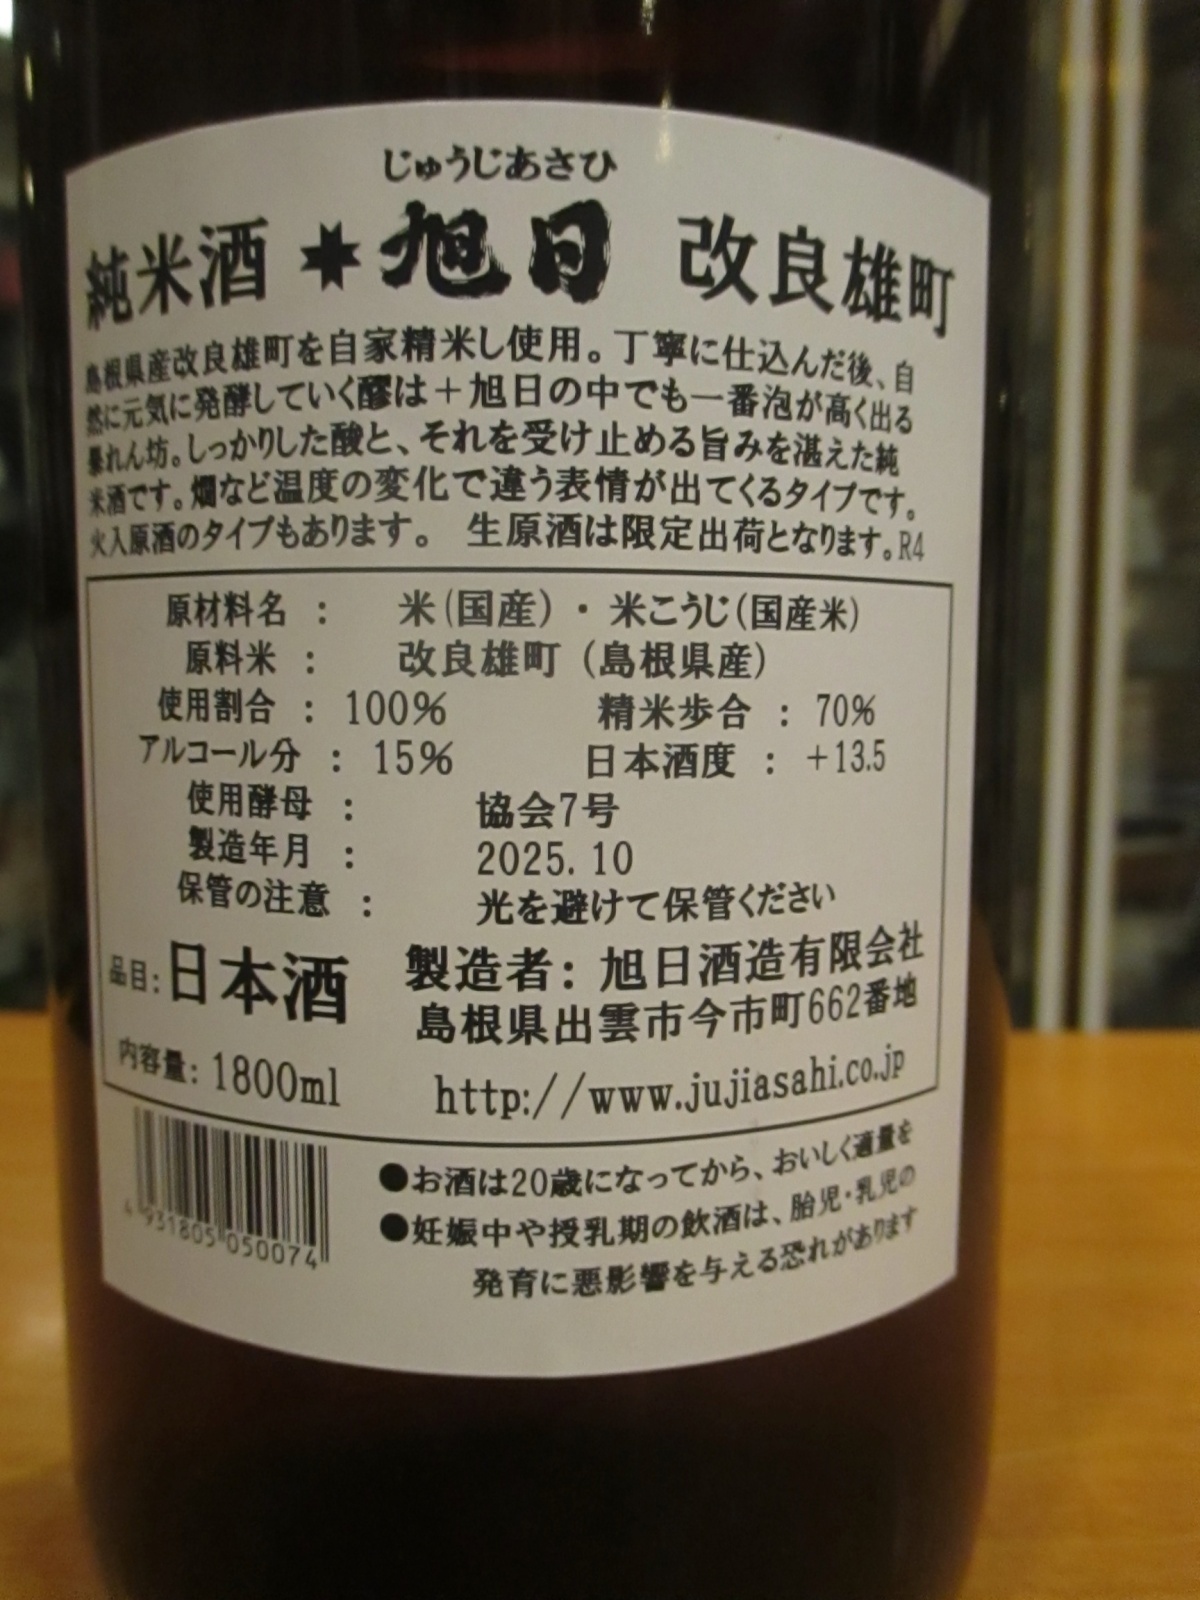 じゅうじあさひ
純米酒 旭日 改良雄町
島根県産改良雄町を自家精米し使用。丁寧に仕込んだ後、自
然に元気に発酵していく醪は＋旭日の中でも一番泡が高く出る
暴れん坊。しっかりした酸と、それを受け止める旨みを湛えた純
米酒です。燗など温度の変化で違う表情が出てくるタイプです。
火入原酒のタイプもあります。 生原酒は限定出荷となります。R4
原材料名 : 米(国産)・米こうじ(国産米)
原料米 : 改良雄町 (島根県産)
使用割合 : 100% 精米歩合 : 70%
アルコール分 : 15% 日本酒度 : +13.5
使用酵母 : 協会7号
製造年月 : 2025.10
保管の注意 : 光を避けて保管ください
品目:日本酒 製造者:旭日酒造有限会社
島根県出雲市今市町662番地
内容量:1800ml http://www.jujiasahi.co.jp
●お酒は20歳になってから、おいしく適量を
●妊娠中や授乳期の飲酒は、胎児・乳児の
発育に悪影響を与える恐れがあります
4 931805 050074